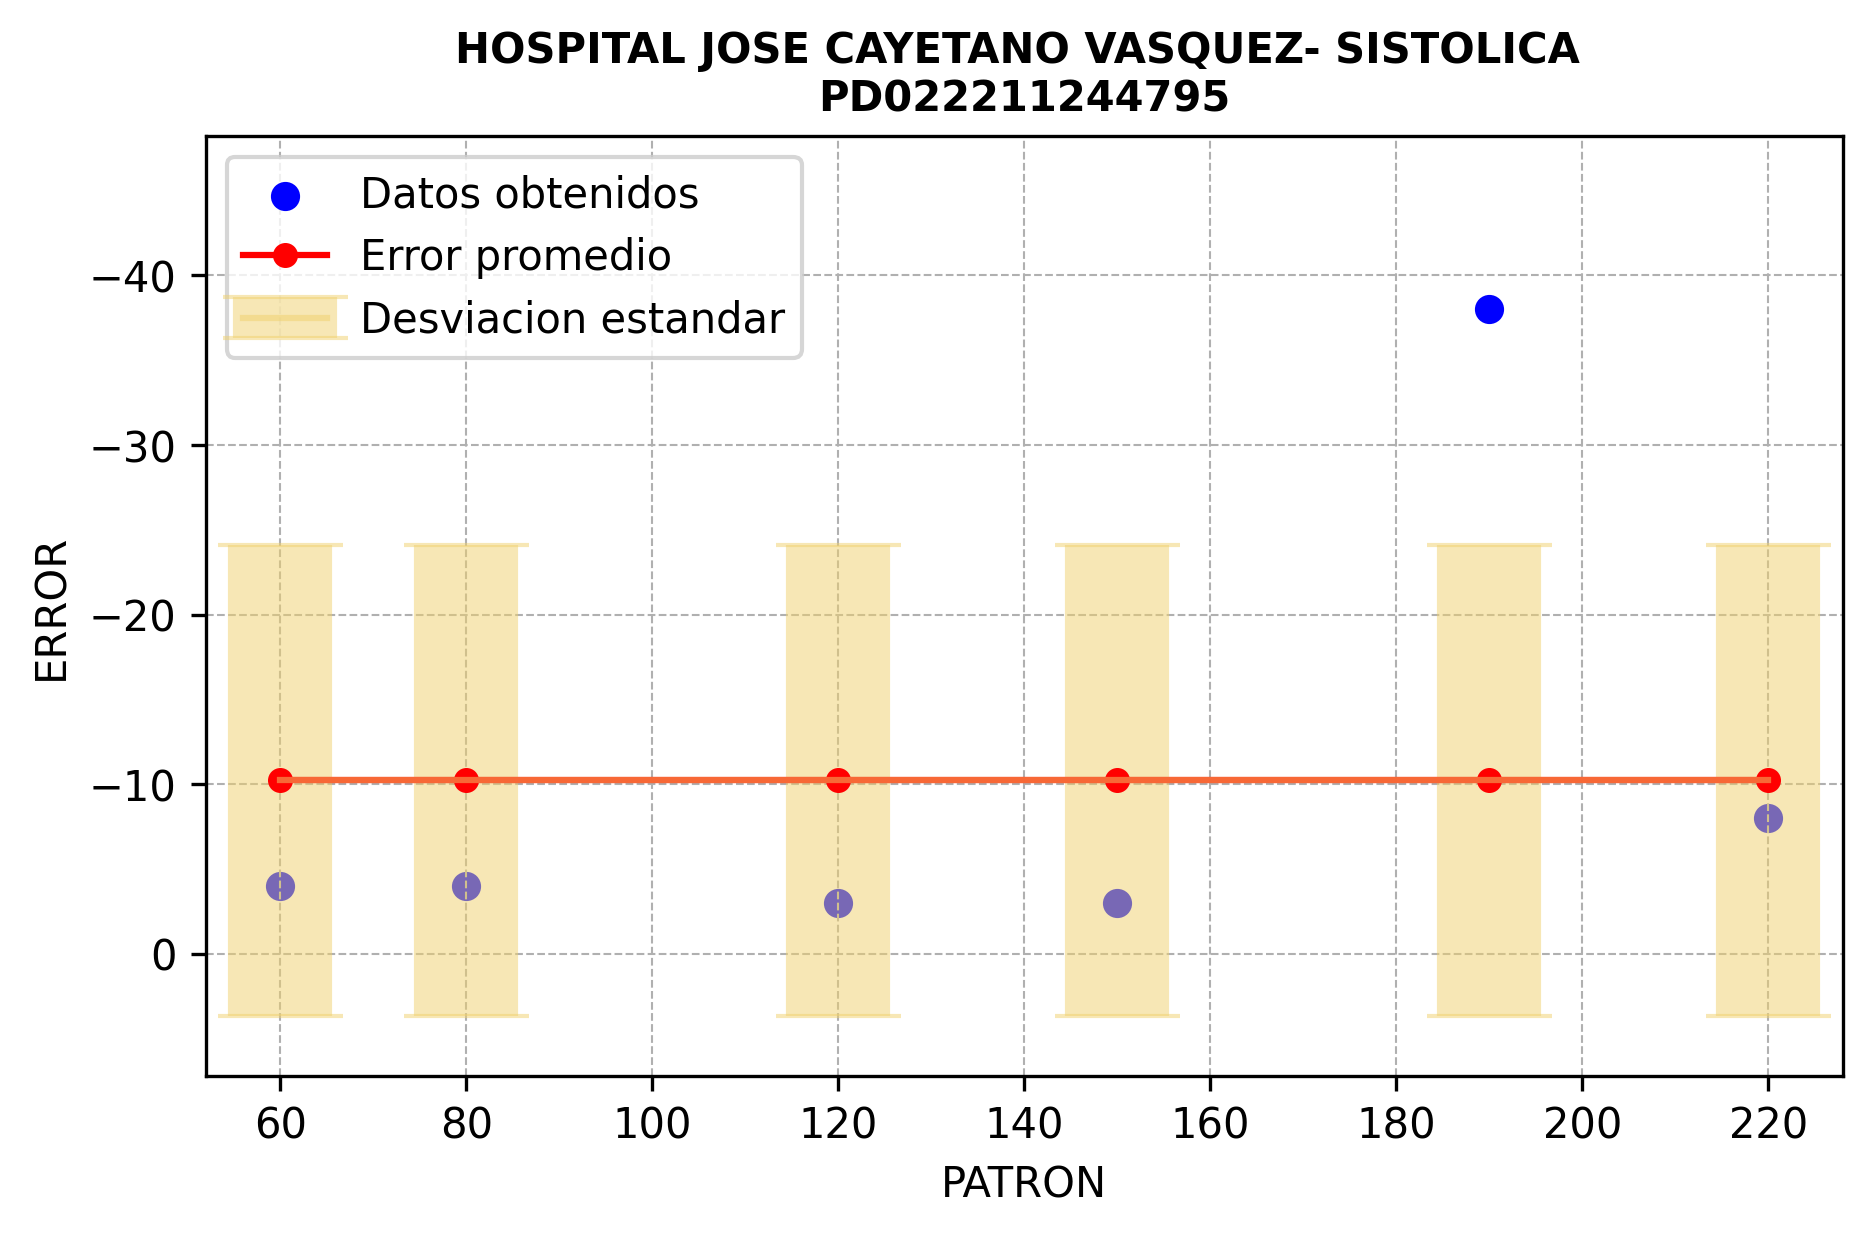 HOSPITAL JOSE CAYETANO VASQUEZ- SISTOLICA
PD022211244795
Datos obtenidos
Error promedio
Desviacion estandar
−40
−30
−20
−10
0
ERROR
60 80 100 120 140 160 180 200 220
PATRON